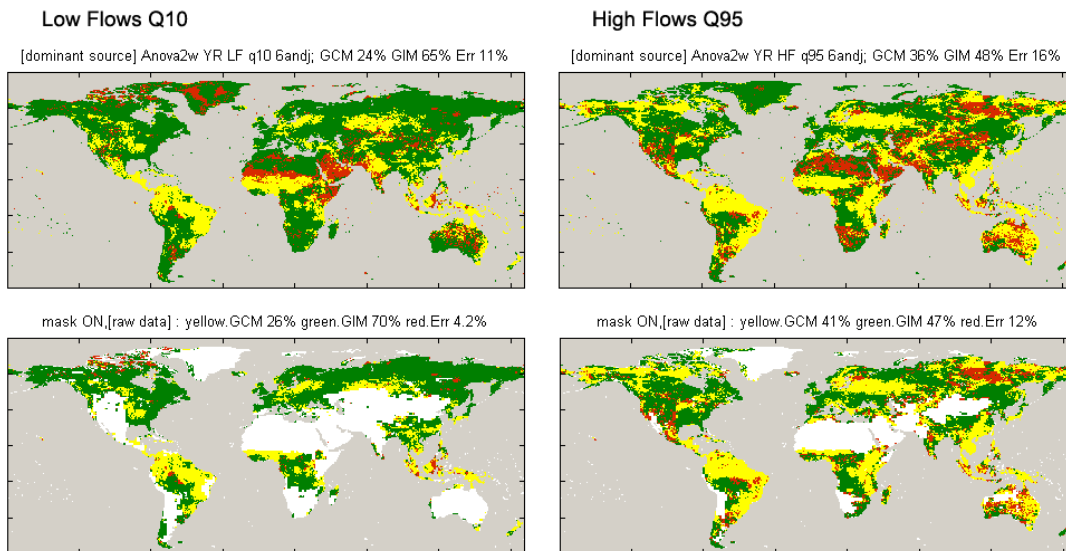 Low Flows Q10
High Flows Q95
[dominant source] Anova2w YR LF q10 6andj; GCM 24% GIM 65% Err 11%
[dominant source] Anova2w YR HF q95 6andj; GCM 36% GIM 48% Err 16%
mask ON,[raw data] : yellow.GCM 26% green.GIM 70% red.Err 4.2%
mask ON,[raw data] : yellow.GCM 41% green.GIM 47% red.Err 12%